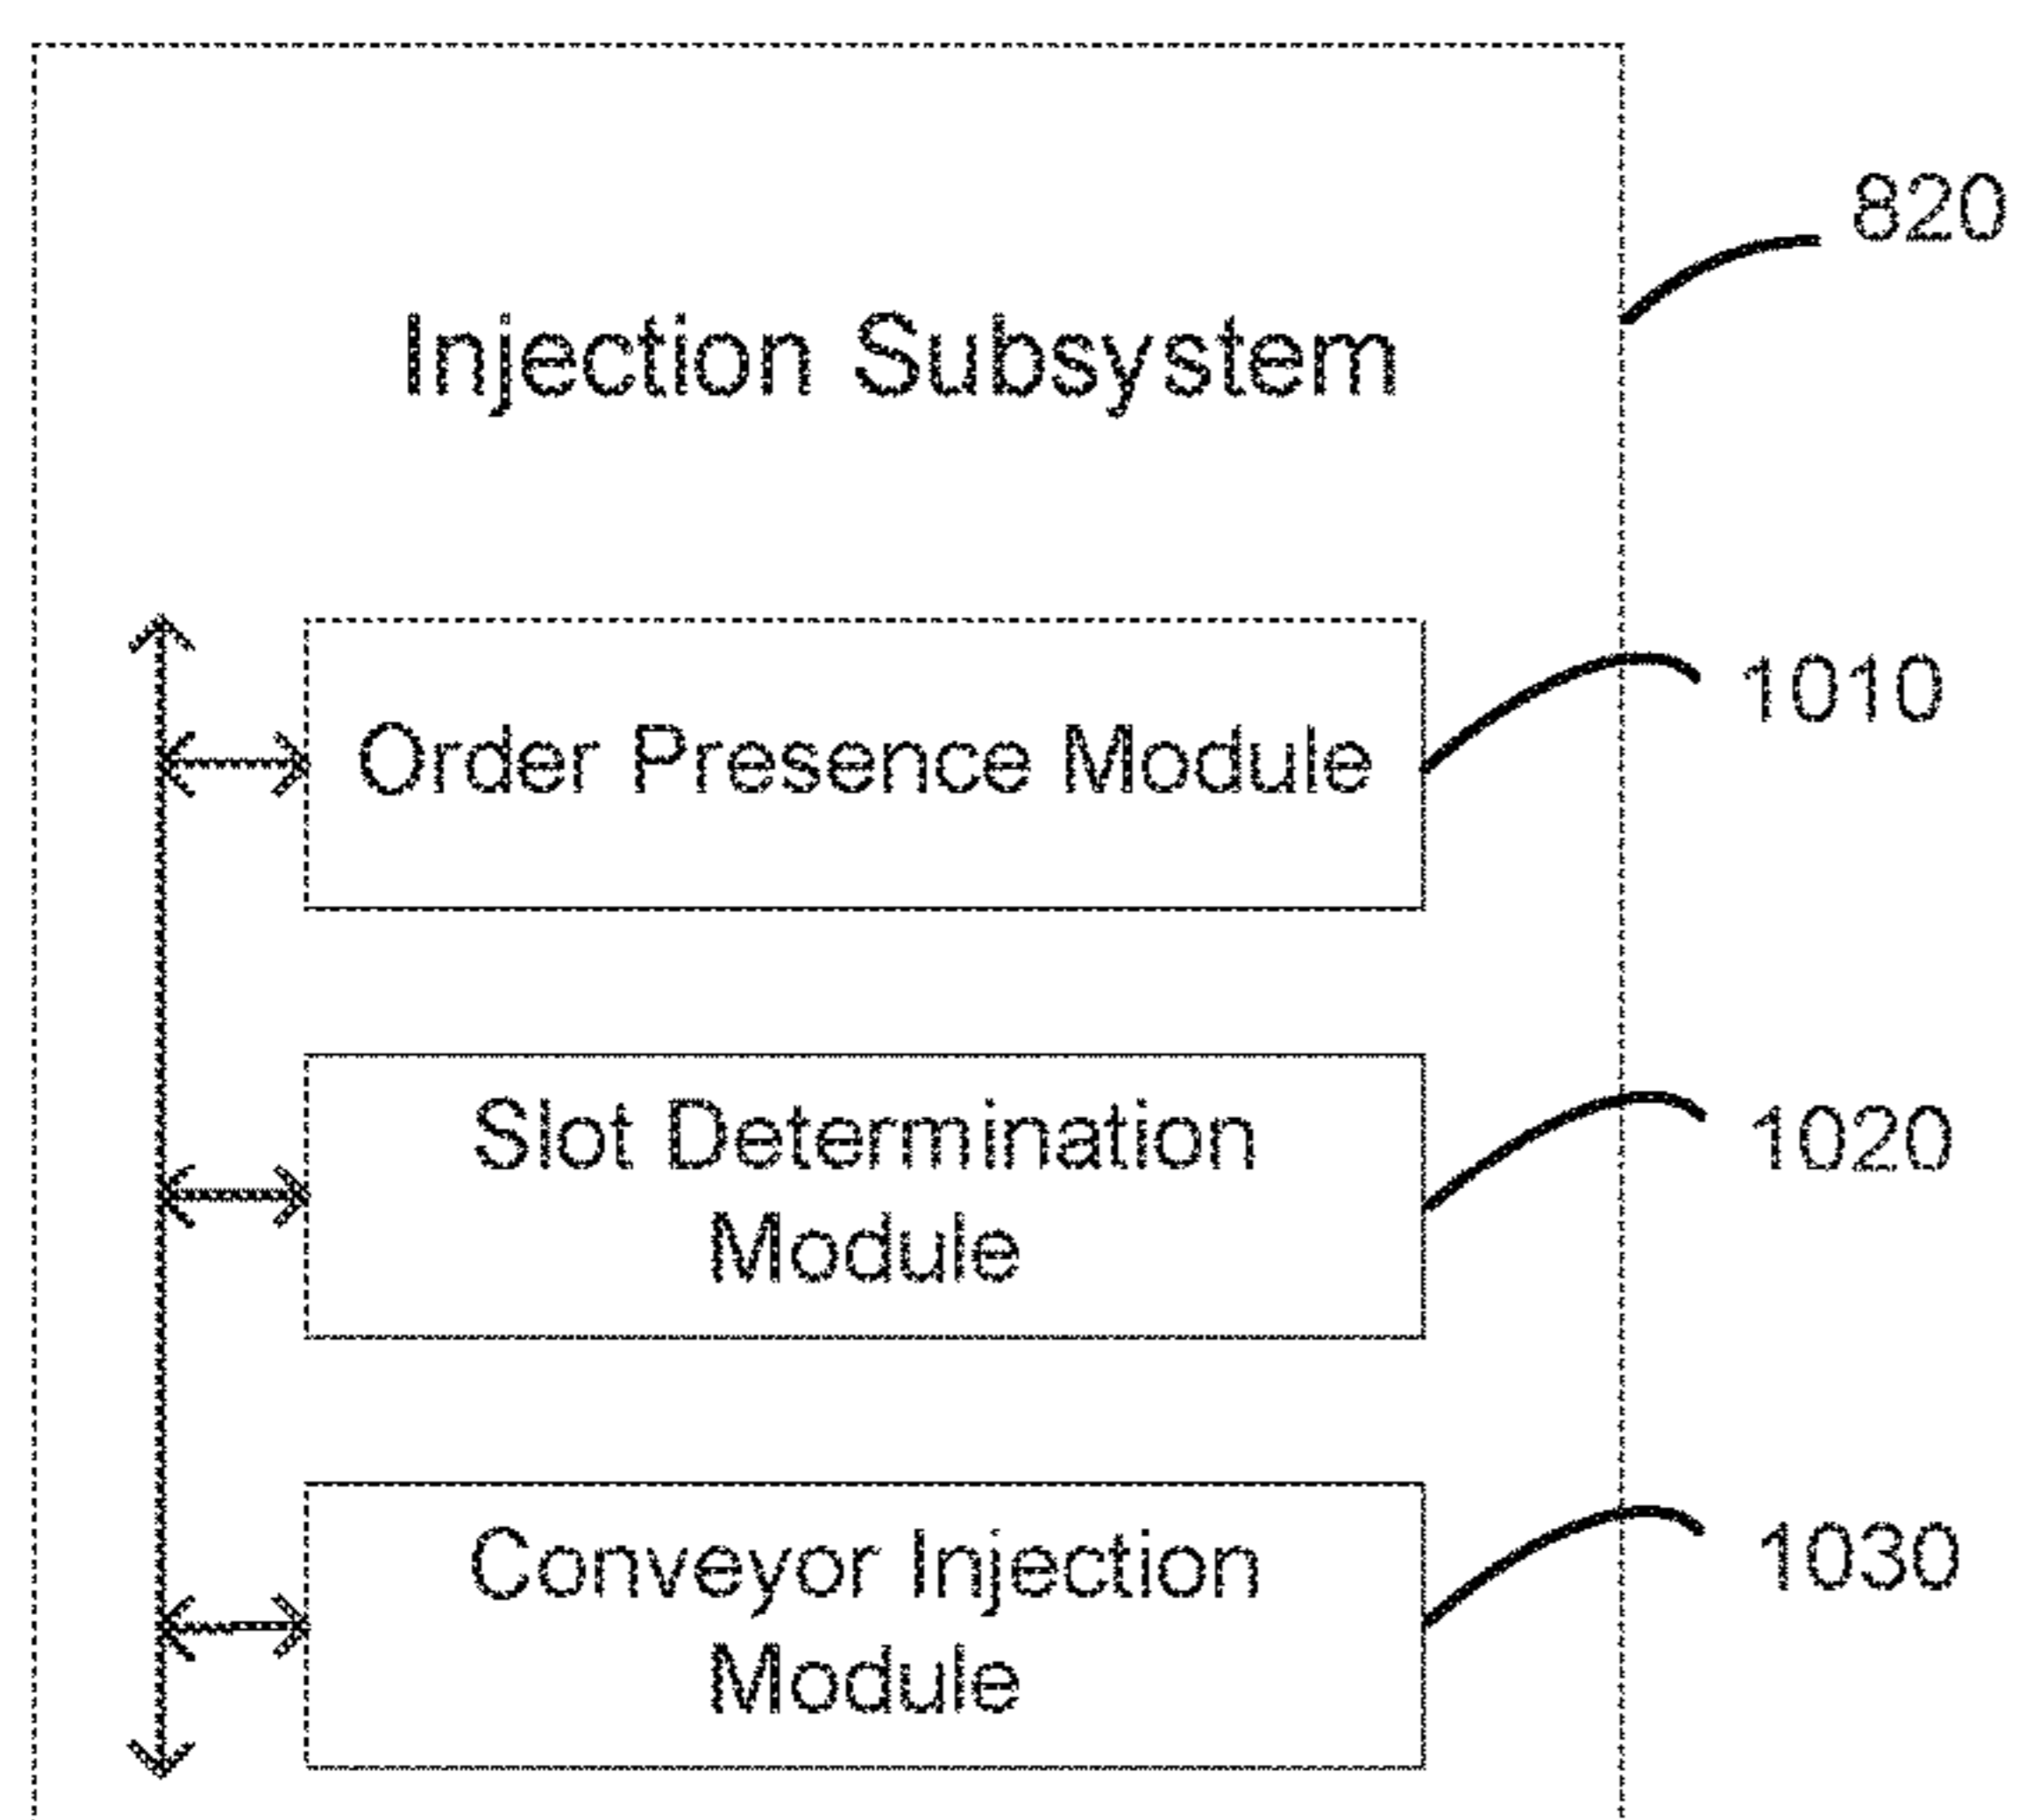 820
Injection Subsystem
1010
Order Presence Module
1020
Slot Determination
Module
1030
Conveyor Injection
Module